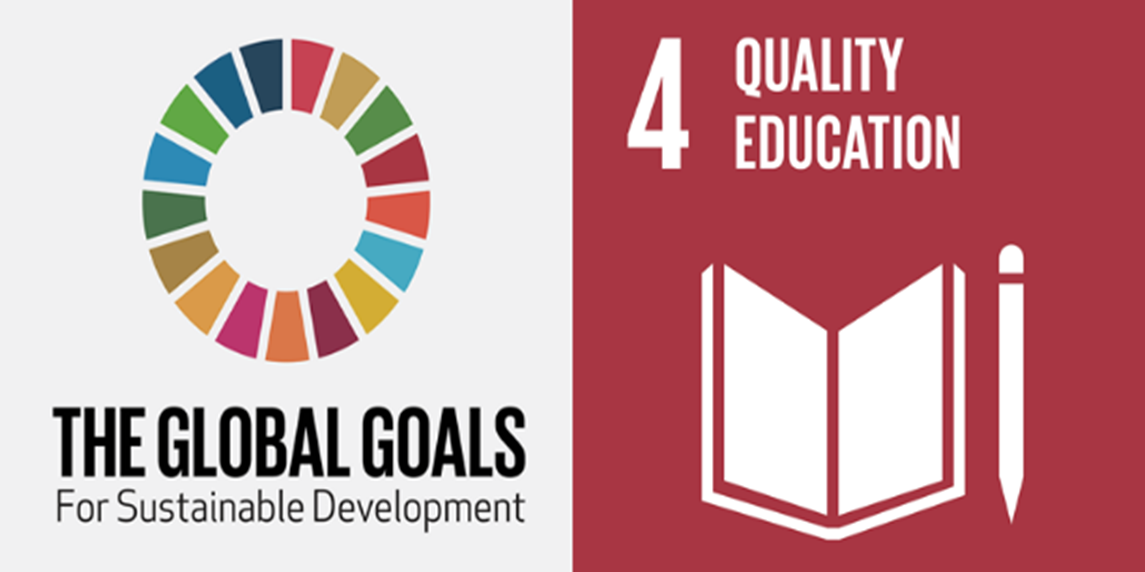 THE GLOBAL GOALS
For Sustainable Development
4 QUALITY
EDUCATION